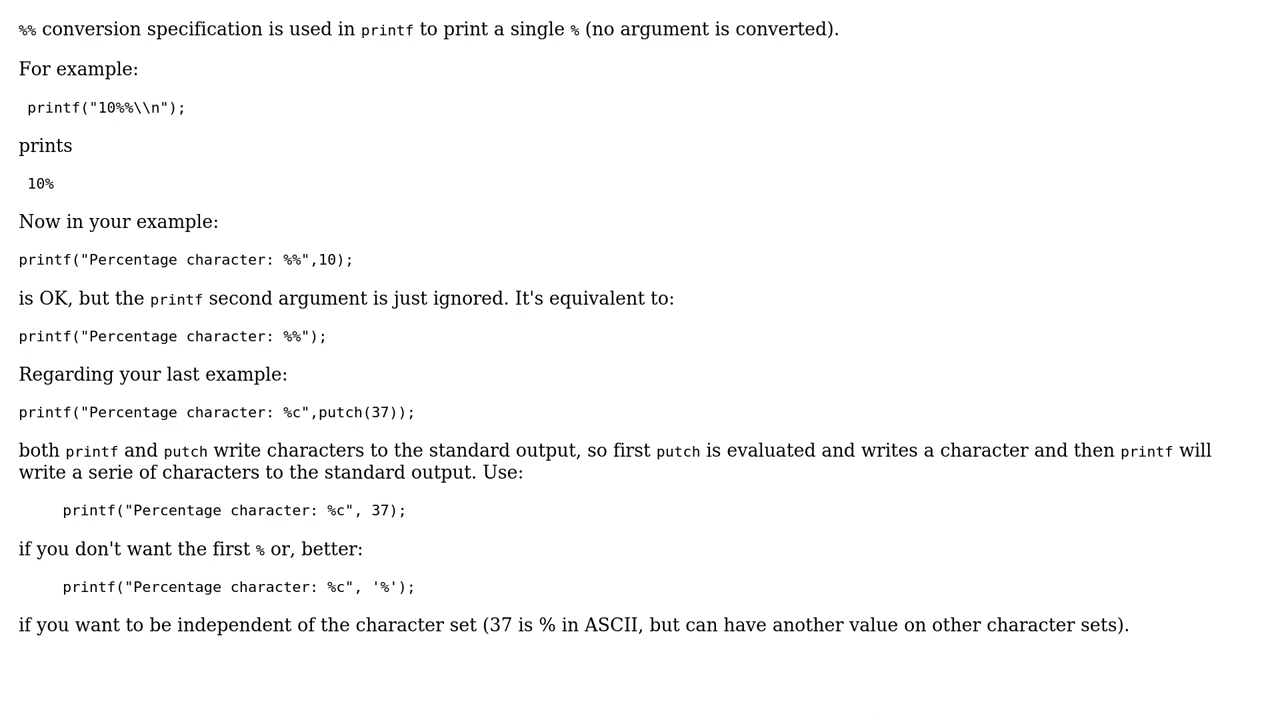 %% conversion specification is used in printf to print a single % (no argument is converted).
For example:
printf("10%%\\n");
prints
10%
Now in your example:
printf("Percentage character: %%",10);
is OK, but the printf second argument is just ignored. It's equivalent to:
printf("Percentage character: %%");
Regarding your last example:
printf("Percentage character: %c",putch(37));
both printf and putch write characters to the standard output, so first putch is evaluated and writes a character and then printf will
write a serie of characters to the standard output. Use:
printf("Percentage character: %c", 37);
if you don't want the first % or, better:
printf("Percentage character: %c", '%');
if you want to be independent of the character set (37 is % in ASCII, but can have another value on other character sets).